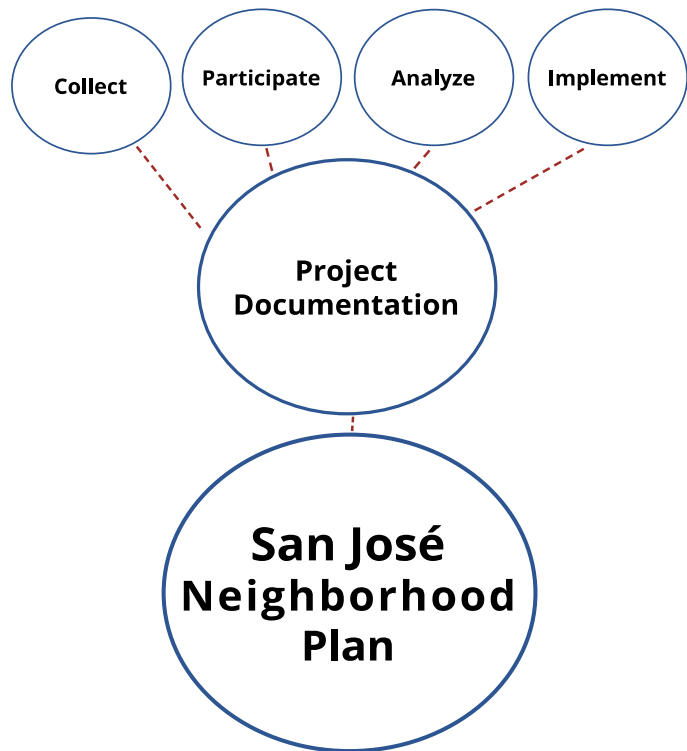 Collect
Participate
Analyze
Implement
Project
Documentation
San José
Neighborhood
Plan